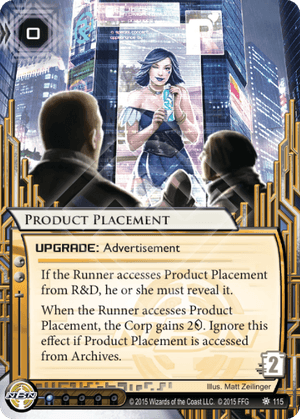 0
P
PRODUCT PLACEMENT
UPGRADE: Advertisement
If the Runner accesses Product Placement
from R&D, he or she must reveal it.
When the Runner accesses Product
Placement, the Corp gains 2. Ignore this
effect if Product Placement is accessed
from Archives.
2
Illus. Matt Zeilinger
NBN
© 2015 Wizards of the Coast LLC. © 2015 FFG 115